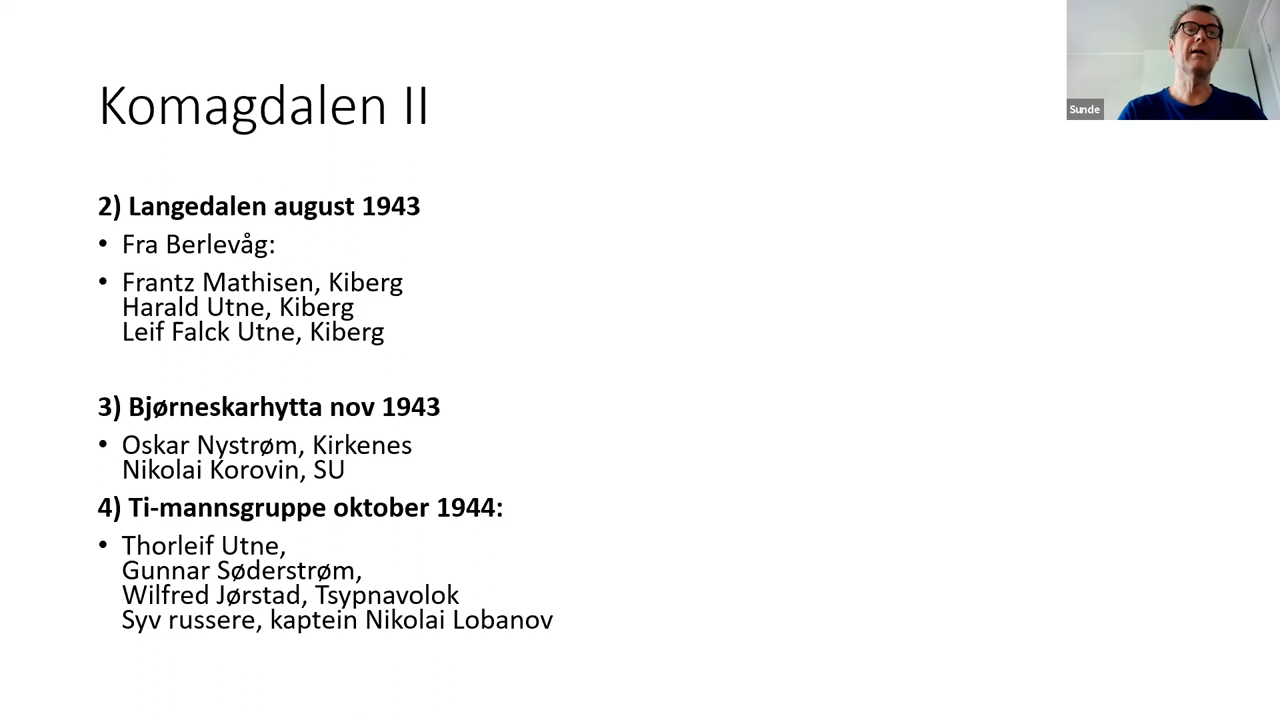 Komagdalen II
Sunde
2) Langedalen august 1943
• Fra Berlevåg:
• Frantz Mathisen, Kiberg
Harald Utne, Kiberg
Leif Falck Utne, Kiberg
3) Bjørneskarhytta nov 1943
• Oskar Nystrøm, Kirkenes
Nikolai Korovin, SU
4) Ti-mannsgruppe oktober 1944:
• Thorleif Utne,
Gunnar Søderstrøm,
Wilfred Jørstad, Tsypnavolok
Syv russere, kaptein Nikolai Lobanov